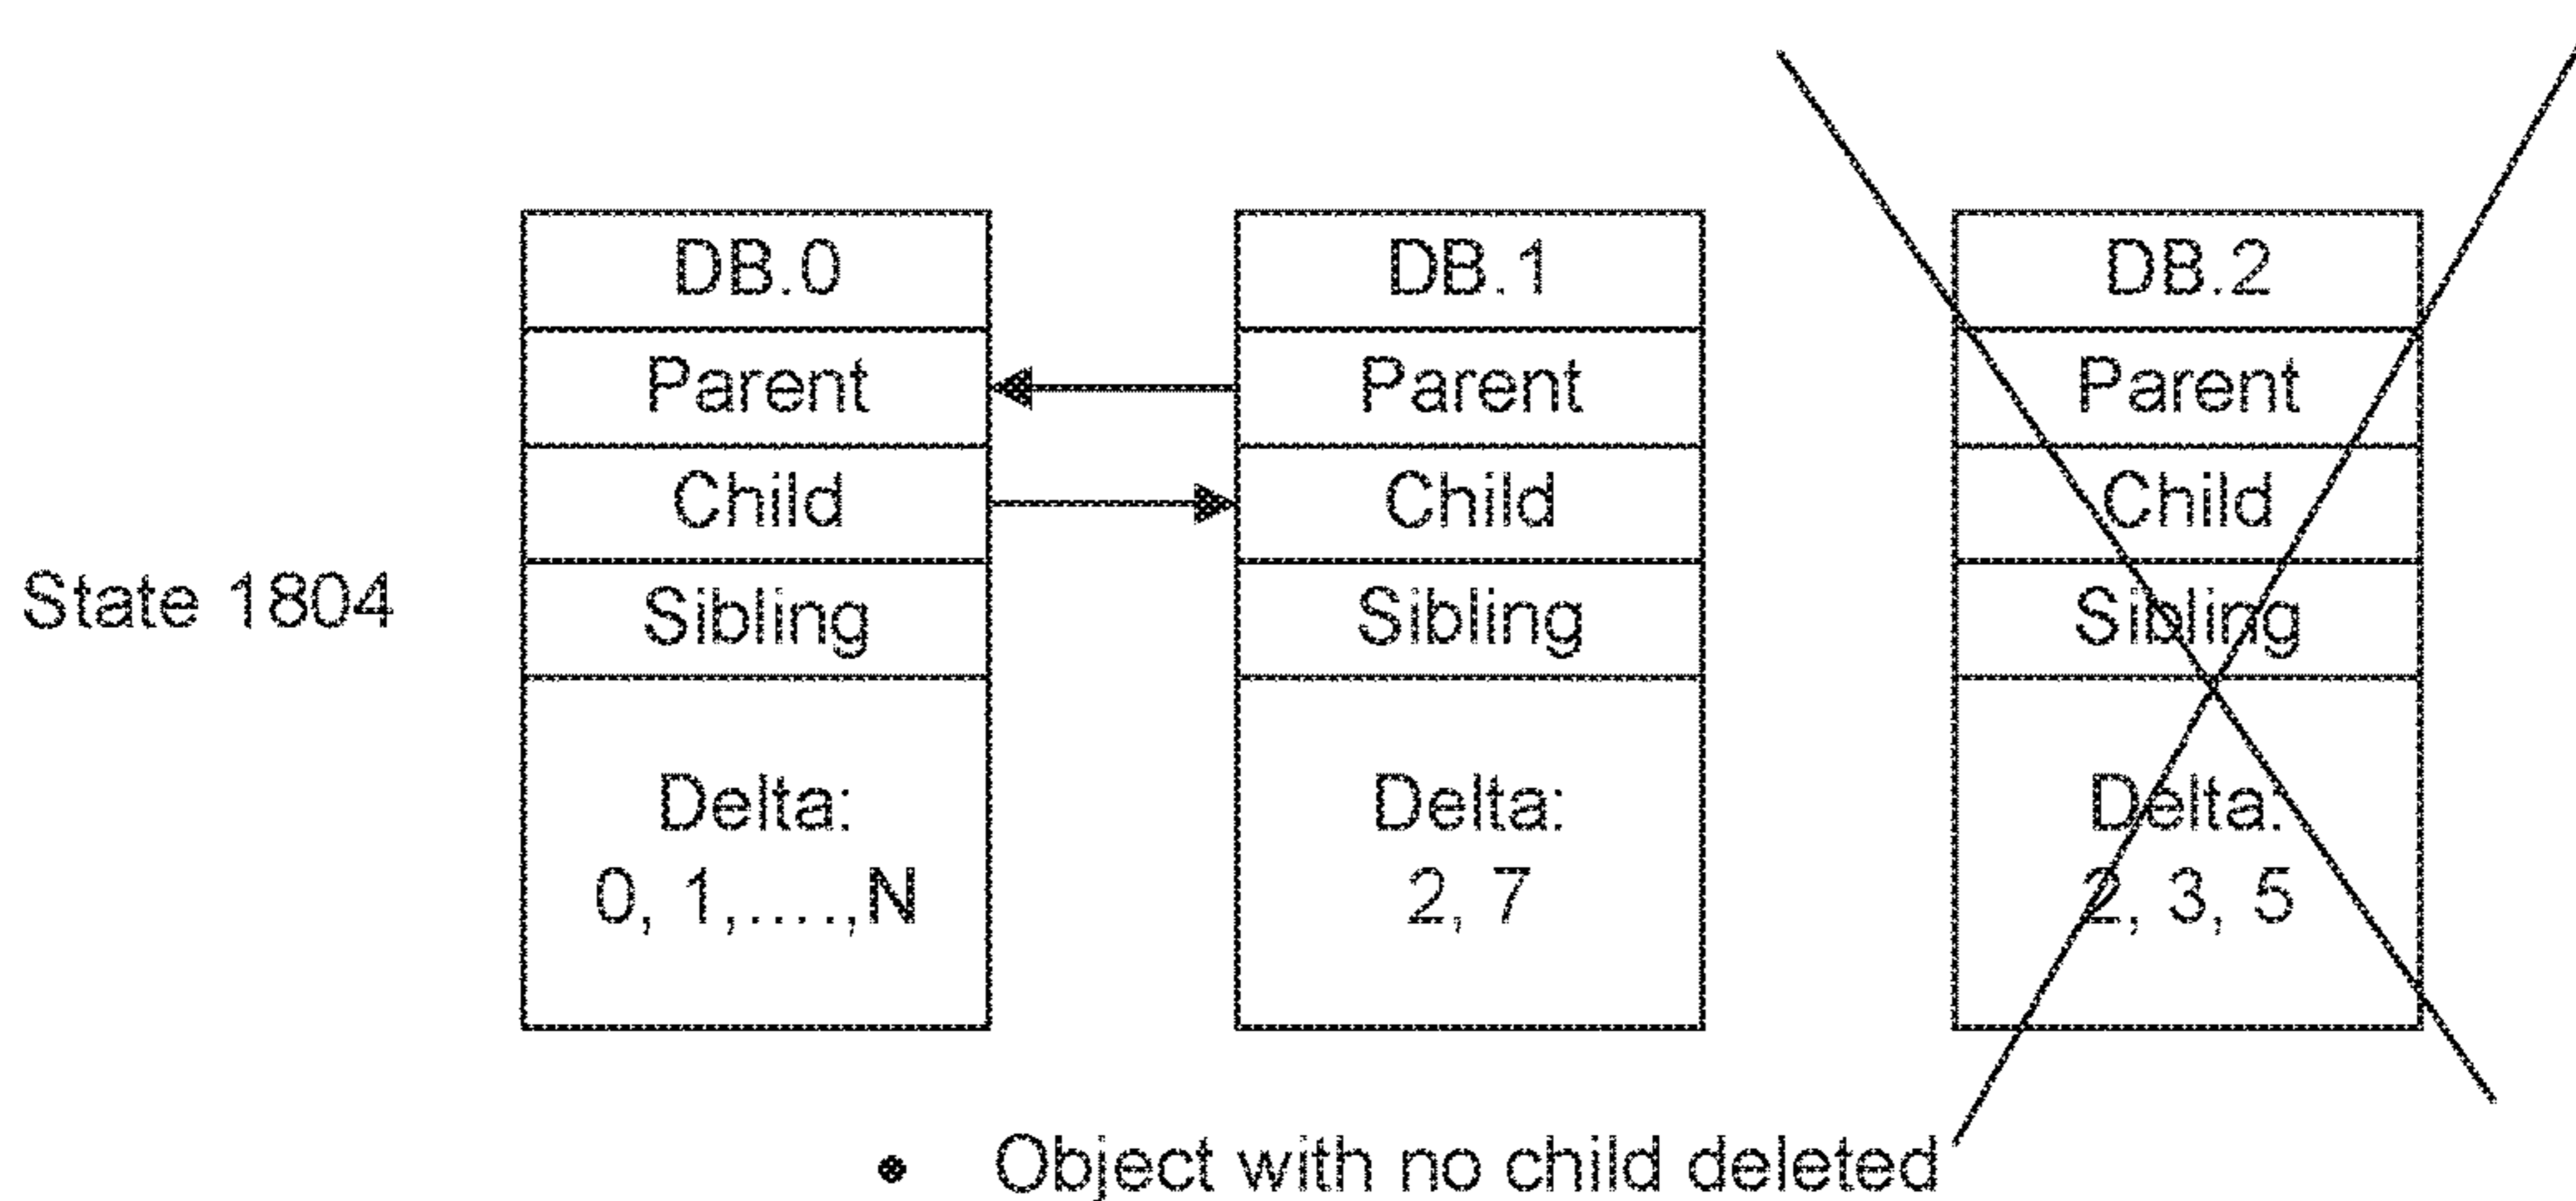 DB.0
Parent
Child
Sibling
Delta:
0, 1,....,N
DB.1
Parent
Child
Sibling
Delta:
2, 7
DB.2
Parent
Child
Sibling
Delta:
2, 3, 5
State 1804
• Object with no child deleted